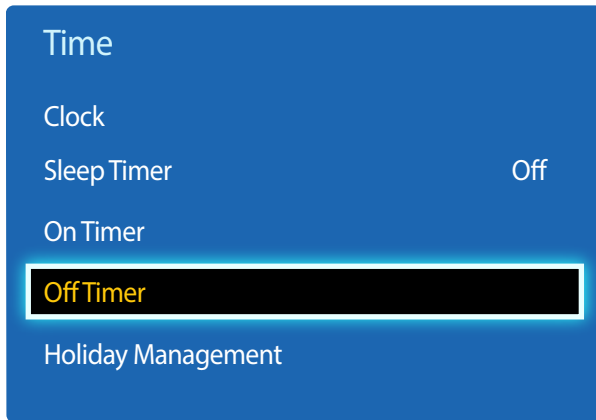 Time
Clock
Sleep Timer Off
On Timer
Off Timer
Holiday Management